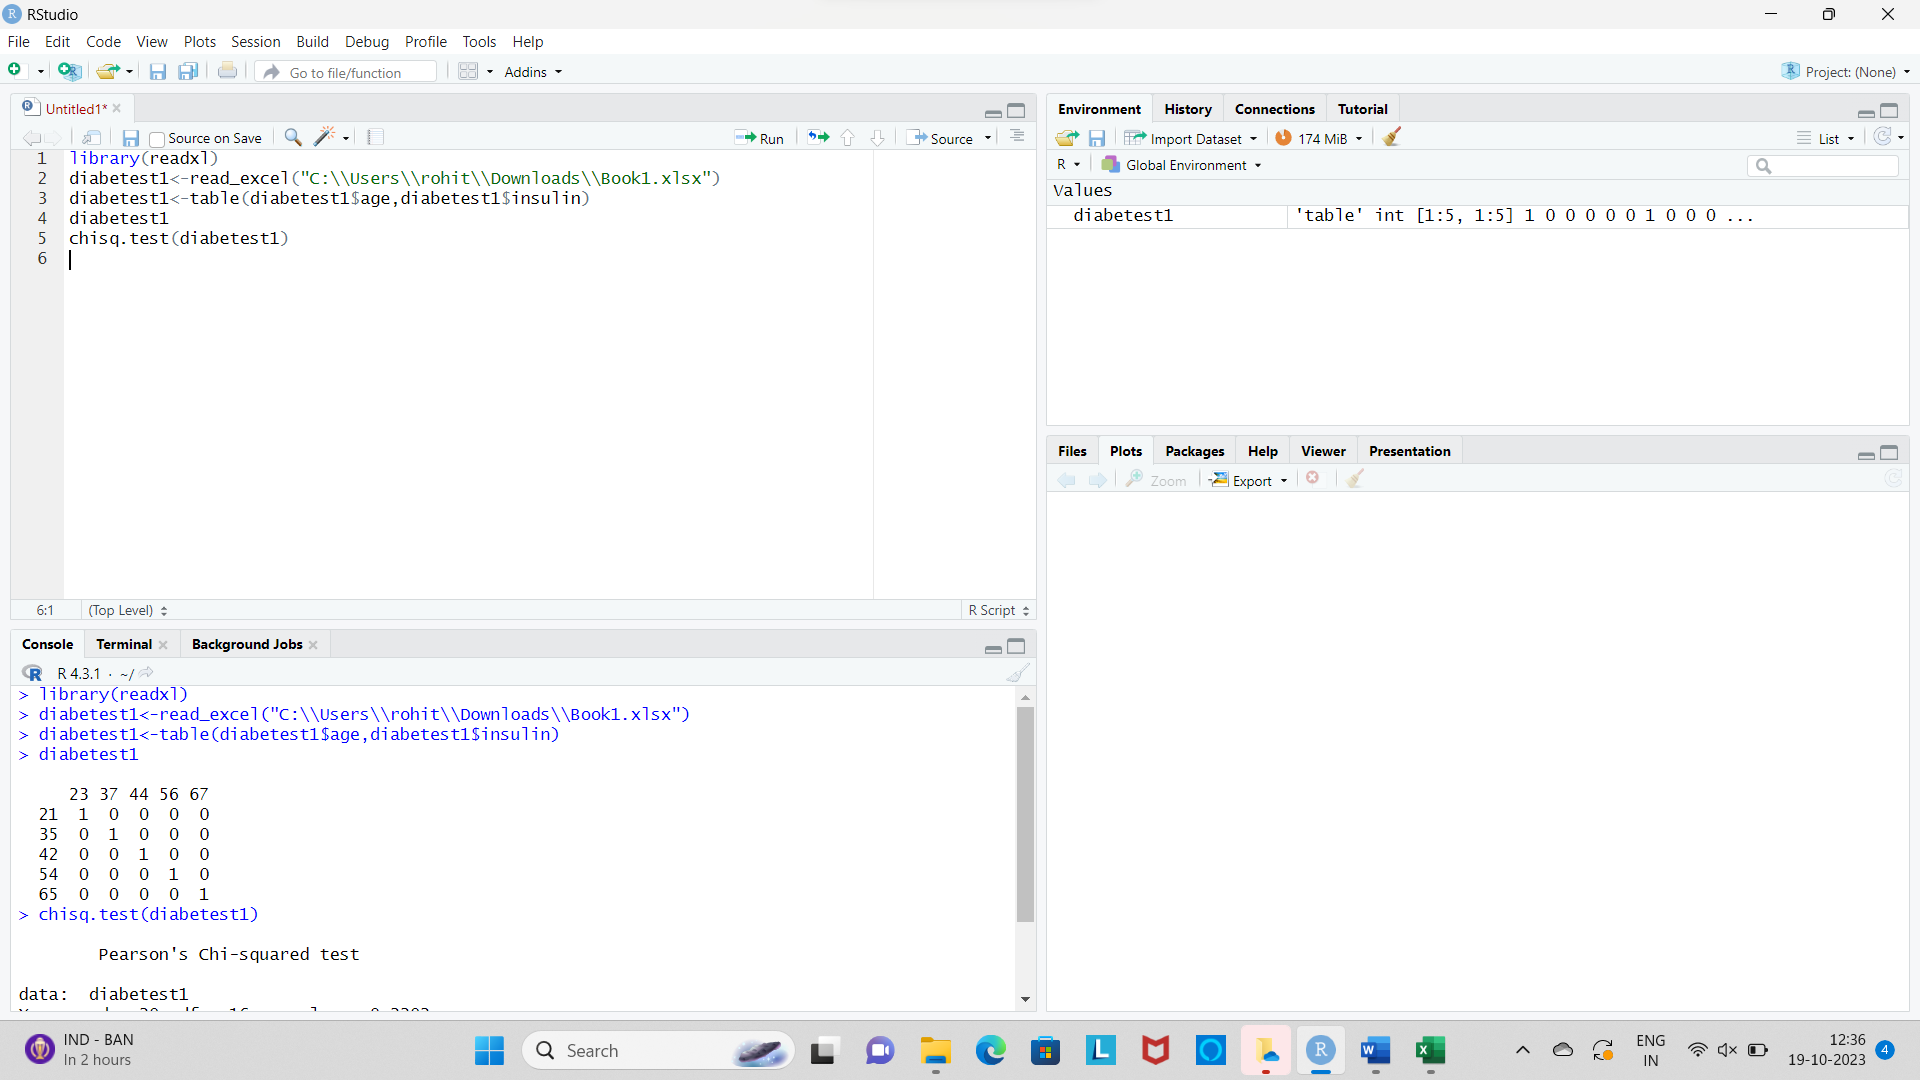 RStudio
File Edit Code View Plots Session Build Debug Profile Tools Help
Go to file/function Addins Project: (None)
Untitled1*
Source on Save Run Source
1 library(readxl)
2 diabetest1<-read_excel("C:\\Users\\rohit\\Downloads\\Book1.xlsx")
3 diabetest1<-table(diabetest1$age,diabetest1$insulin)
4 diabetest1
5 chisq.test(diabetest1)
6
6:1 (Top Level) R Script
Console Terminal Background Jobs
R 4.3.1 · ~/
> library(readxl)
> diabetest1<-read_excel("C:\\Users\\rohit\\Downloads\\Book1.xlsx")
> diabetest1<-table(diabetest1$age,diabetest1$insulin)
> diabetest1
23 37 44 56 67
21 1 0 0 0 0
35 0 1 0 0 0
42 0 0 1 0 0
54 0 0 0 1 0
65 0 0 0 0 1
> chisq.test(diabetest1)
Pearson's Chi-squared test
data: diabetest1
Environment History Connections Tutorial
Import Dataset 174 MiB List
R Global Environment
Values
diabetest1 'table' int [1:5, 1:5] 1 0 0 0 0 0 1 0 0 0 ...
Files Plots Packages Help Viewer Presentation
Zoom Export
IND - BAN
In 2 hours
Search
ENG
IN
12:36
19-10-2023
4